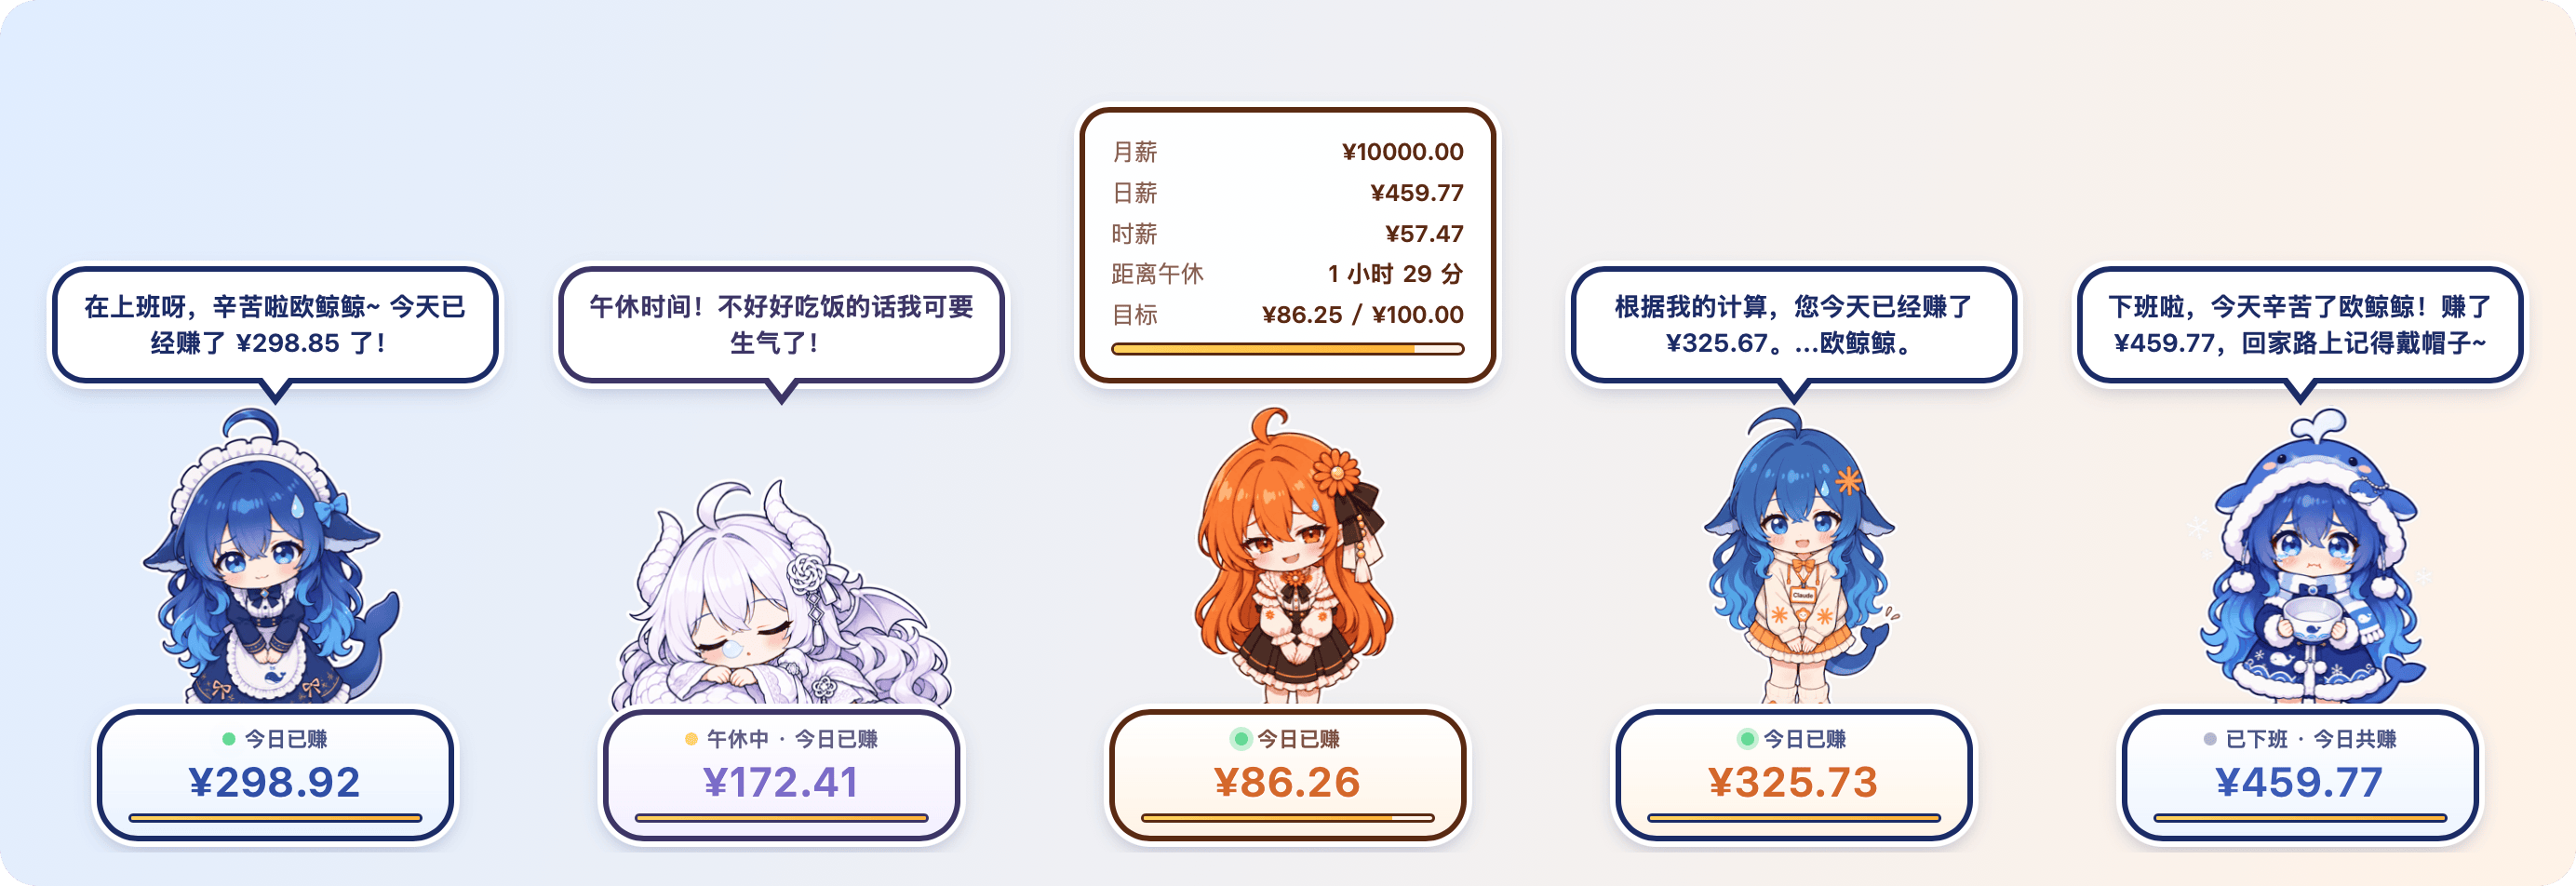 在上班呀，辛苦啦欧鲸鲸~ 今天已
经赚了 ¥298.85 了！
今日已赚
¥298.92
午休时间！不好好吃饭的话我可要
生气了！
午休中 · 今日已赚
¥172.41
月薪 ¥10000.00
日薪 ¥459.77
时薪 ¥57.47
距离午休 1 小时 29 分
目标 ¥86.25 / ¥100.00
今日已赚
¥86.26
根据我的计算，您今天已经赚了
¥325.67。...欧鲸鲸。
Claude
今日已赚
¥325.73
下班啦，今天辛苦了欧鲸鲸！赚了
¥459.77，回家路上记得戴帽子~
已下班 · 今日共赚
¥459.77